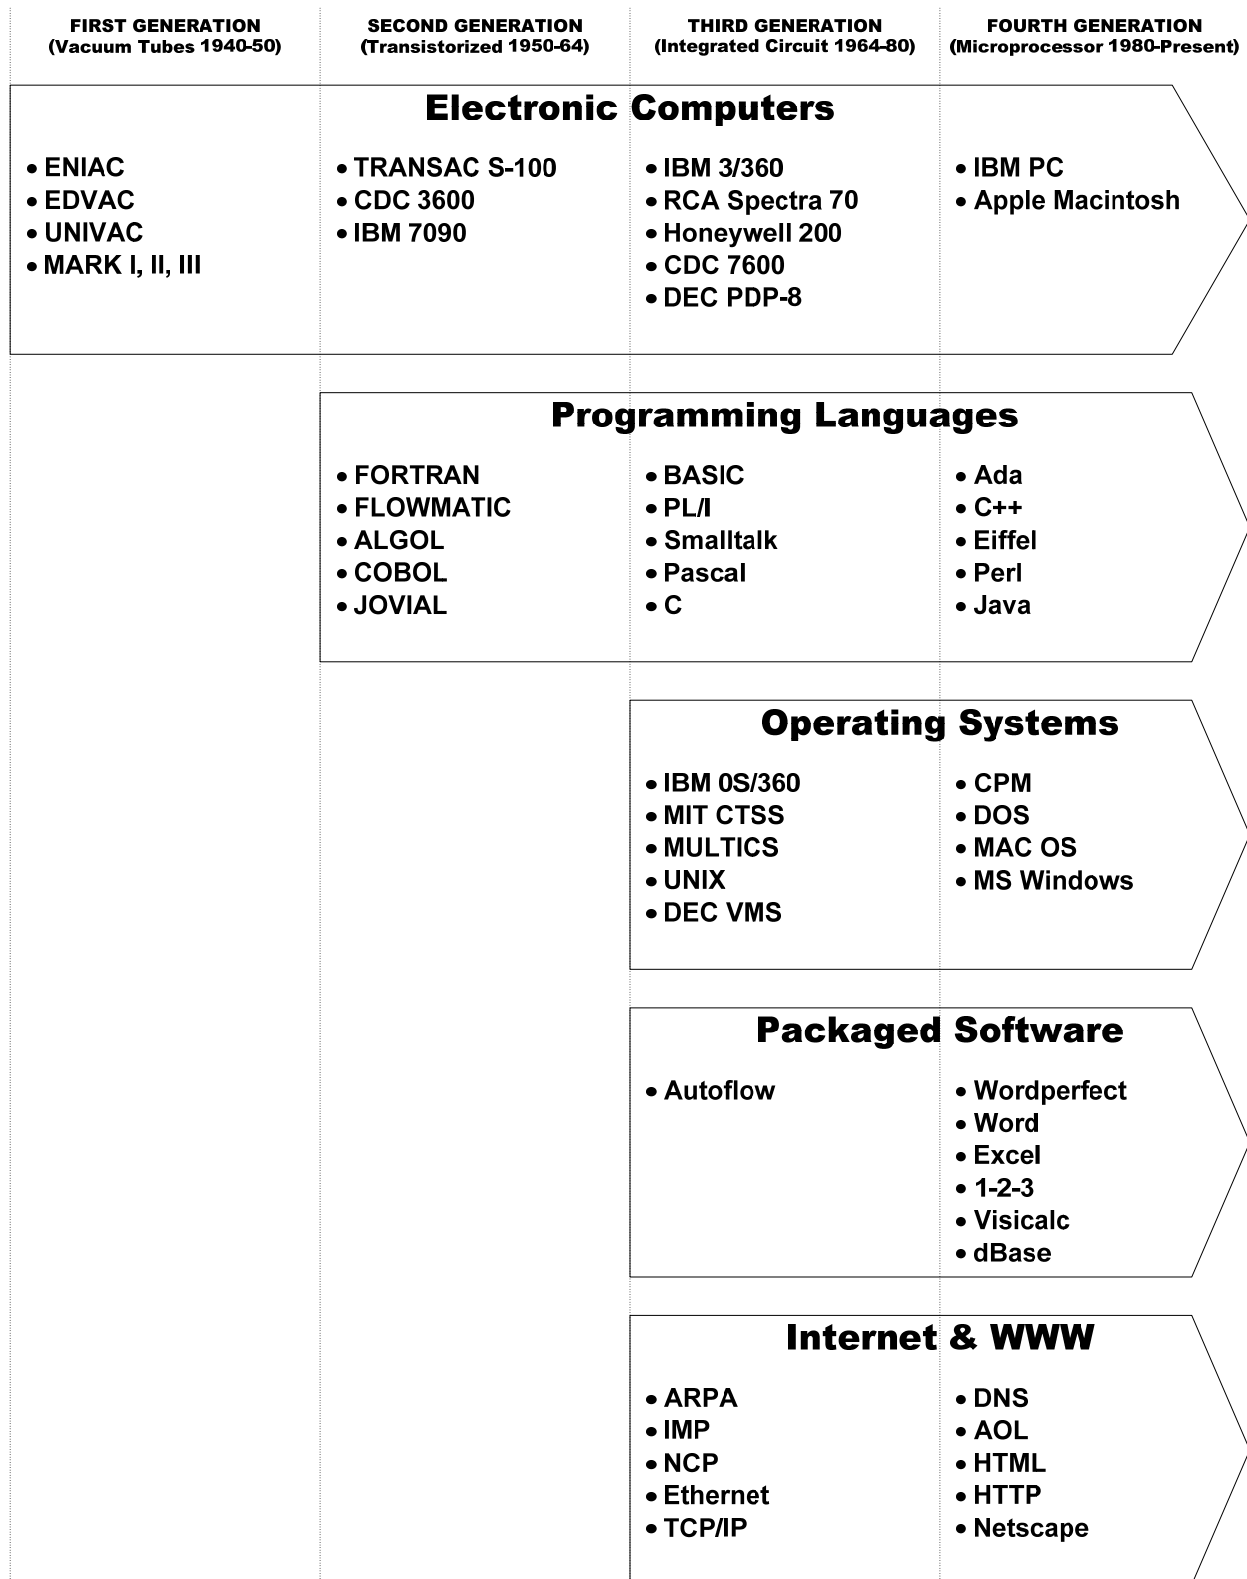 FIRST GENERATION
(Vacuum Tubes 1940-50)
SECOND GENERATION
(Transistorized 1950-64)
THIRD GENERATION
(Integrated Circuit 1964-80)
FOURTH GENERATION
(Microprocessor 1980-Present)
Electronic Computers
• ENIAC
• EDVAC
• UNIVAC
• MARK I, II, III
• TRANSAC S-100
• CDC 3600
• IBM 7090
• IBM 3/360
• RCA Spectra 70
• Honeywell 200
• CDC 7600
• DEC PDP-8
• IBM PC
• Apple Macintosh
Programming Languages
• FORTRAN
• FLOWMATIC
• ALGOL
• COBOL
• JOVIAL
• BASIC
• PL/I
• Smalltalk
• Pascal
• C
• Ada
• C++
• Eiffel
• Perl
• Java
Operating Systems
• IBM 0S/360
• MIT CTSS
• MULTICS
• UNIX
• DEC VMS
• CPM
• DOS
• MAC OS
• MS Windows
Packaged Software
• Autoflow
• Wordperfect
• Word
• Excel
• 1-2-3
• Visicalc
• dBase
Internet & WWW
• ARPA
• IMP
• NCP
• Ethernet
• TCP/IP
• DNS
• AOL
• HTML
• HTTP
• Netscape